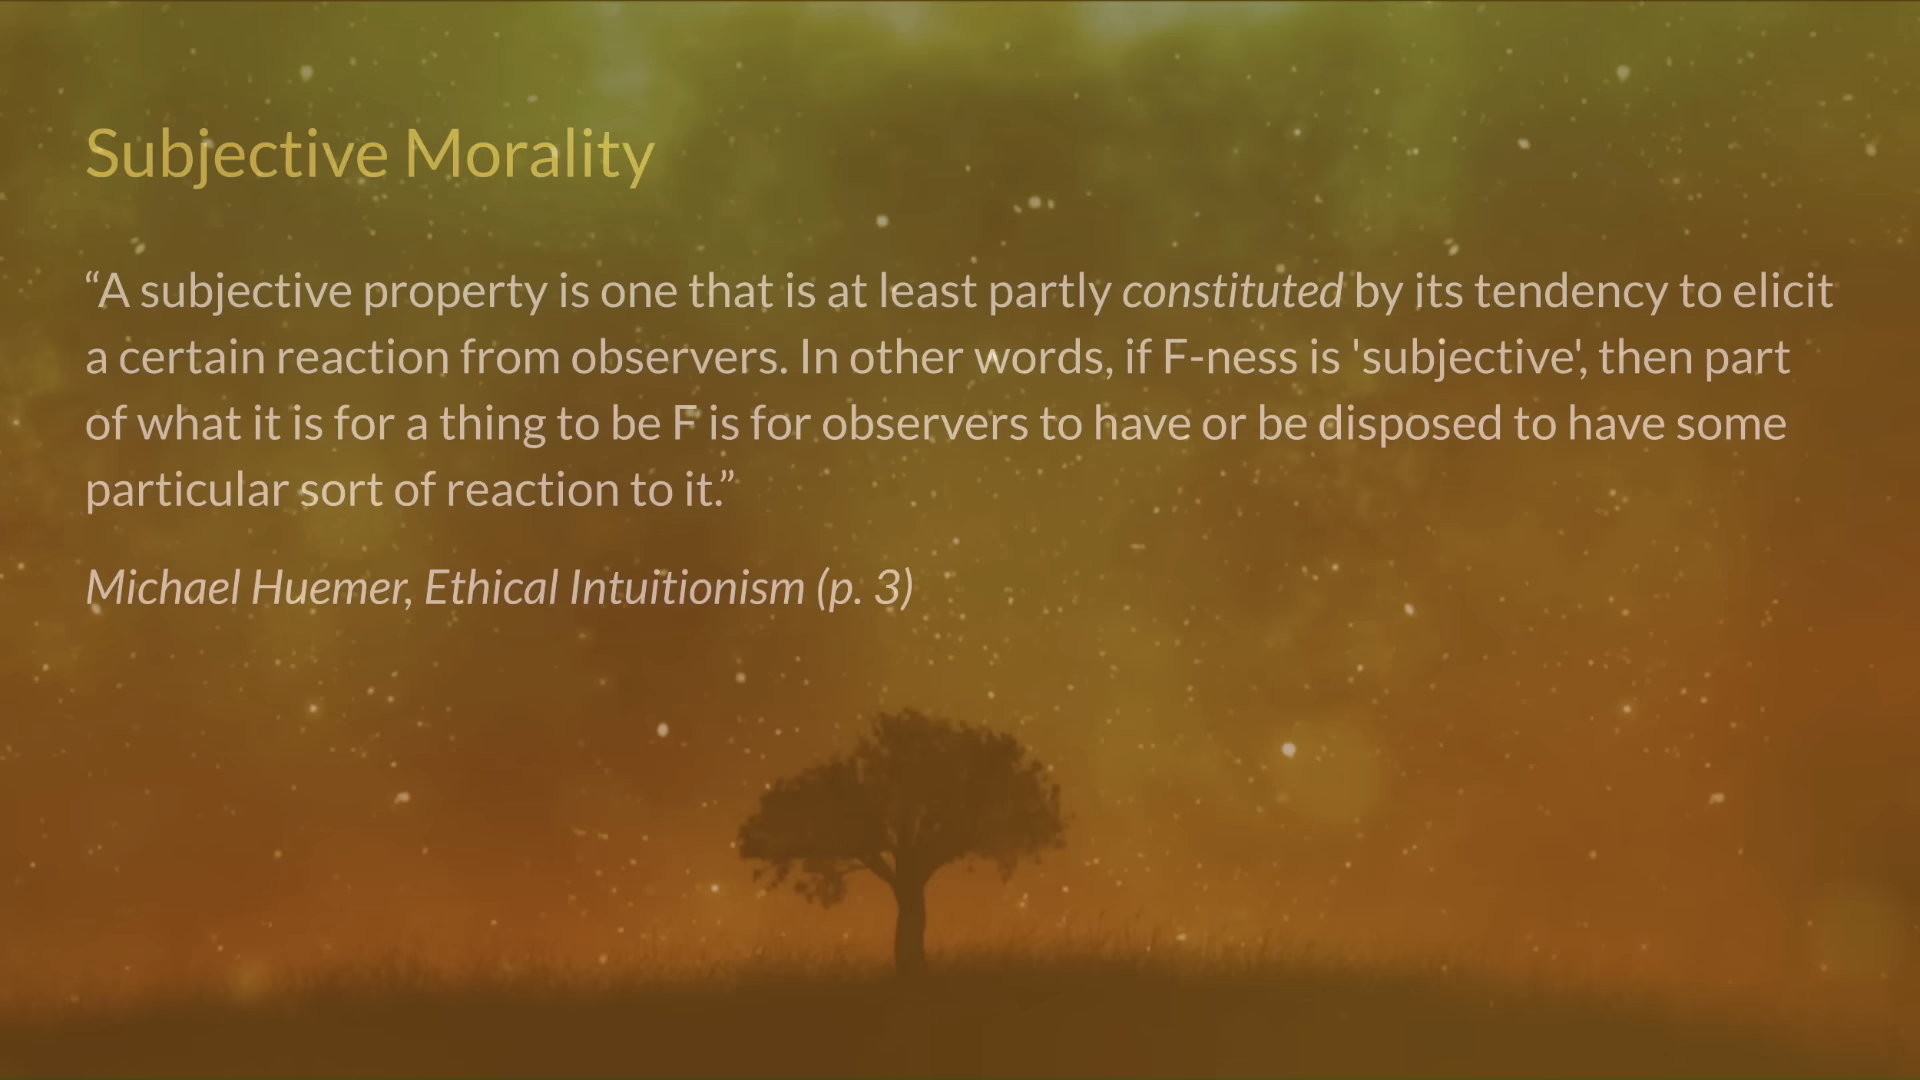 Subjective Morality
“A subjective property is one that is at least partly constituted by its tendency to elicit
a certain reaction from observers. In other words, if F-ness is 'subjective', then part
of what it is for a thing to be F is for observers to have or be disposed to have some
particular sort of reaction to it.”
Michael Huemer, Ethical Intuitionism (p. 3)